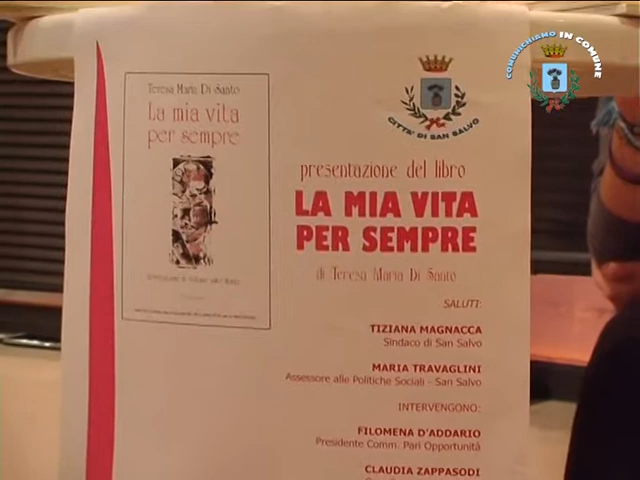 COMUNICHIAMO IN COMUNE
Teresa Maria Di Santo
La mia vita
per sempre
CITTA' DI SAN SALVO
presentazione del libro
LA MIA VITA
PER SEMPRE
di Teresa Maria Di Santo
SALUTI:
TIZIANA MAGNACCA
Sindaco di San Salvo
MARIA TRAVAGLINI
Assessore alle Politiche Sociali - San Salvo
INTERVENGONO:
FILOMENA D'ADDARIO
Presidente Comm. Pari Opportunità
CLAUDIA ZAPPASODI